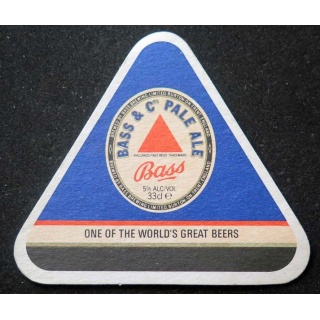 BASS & Co's PALE ALE
Bass
5% ALC/VOL
33cl e
ONE OF THE WORLD'S GREAT BEERS